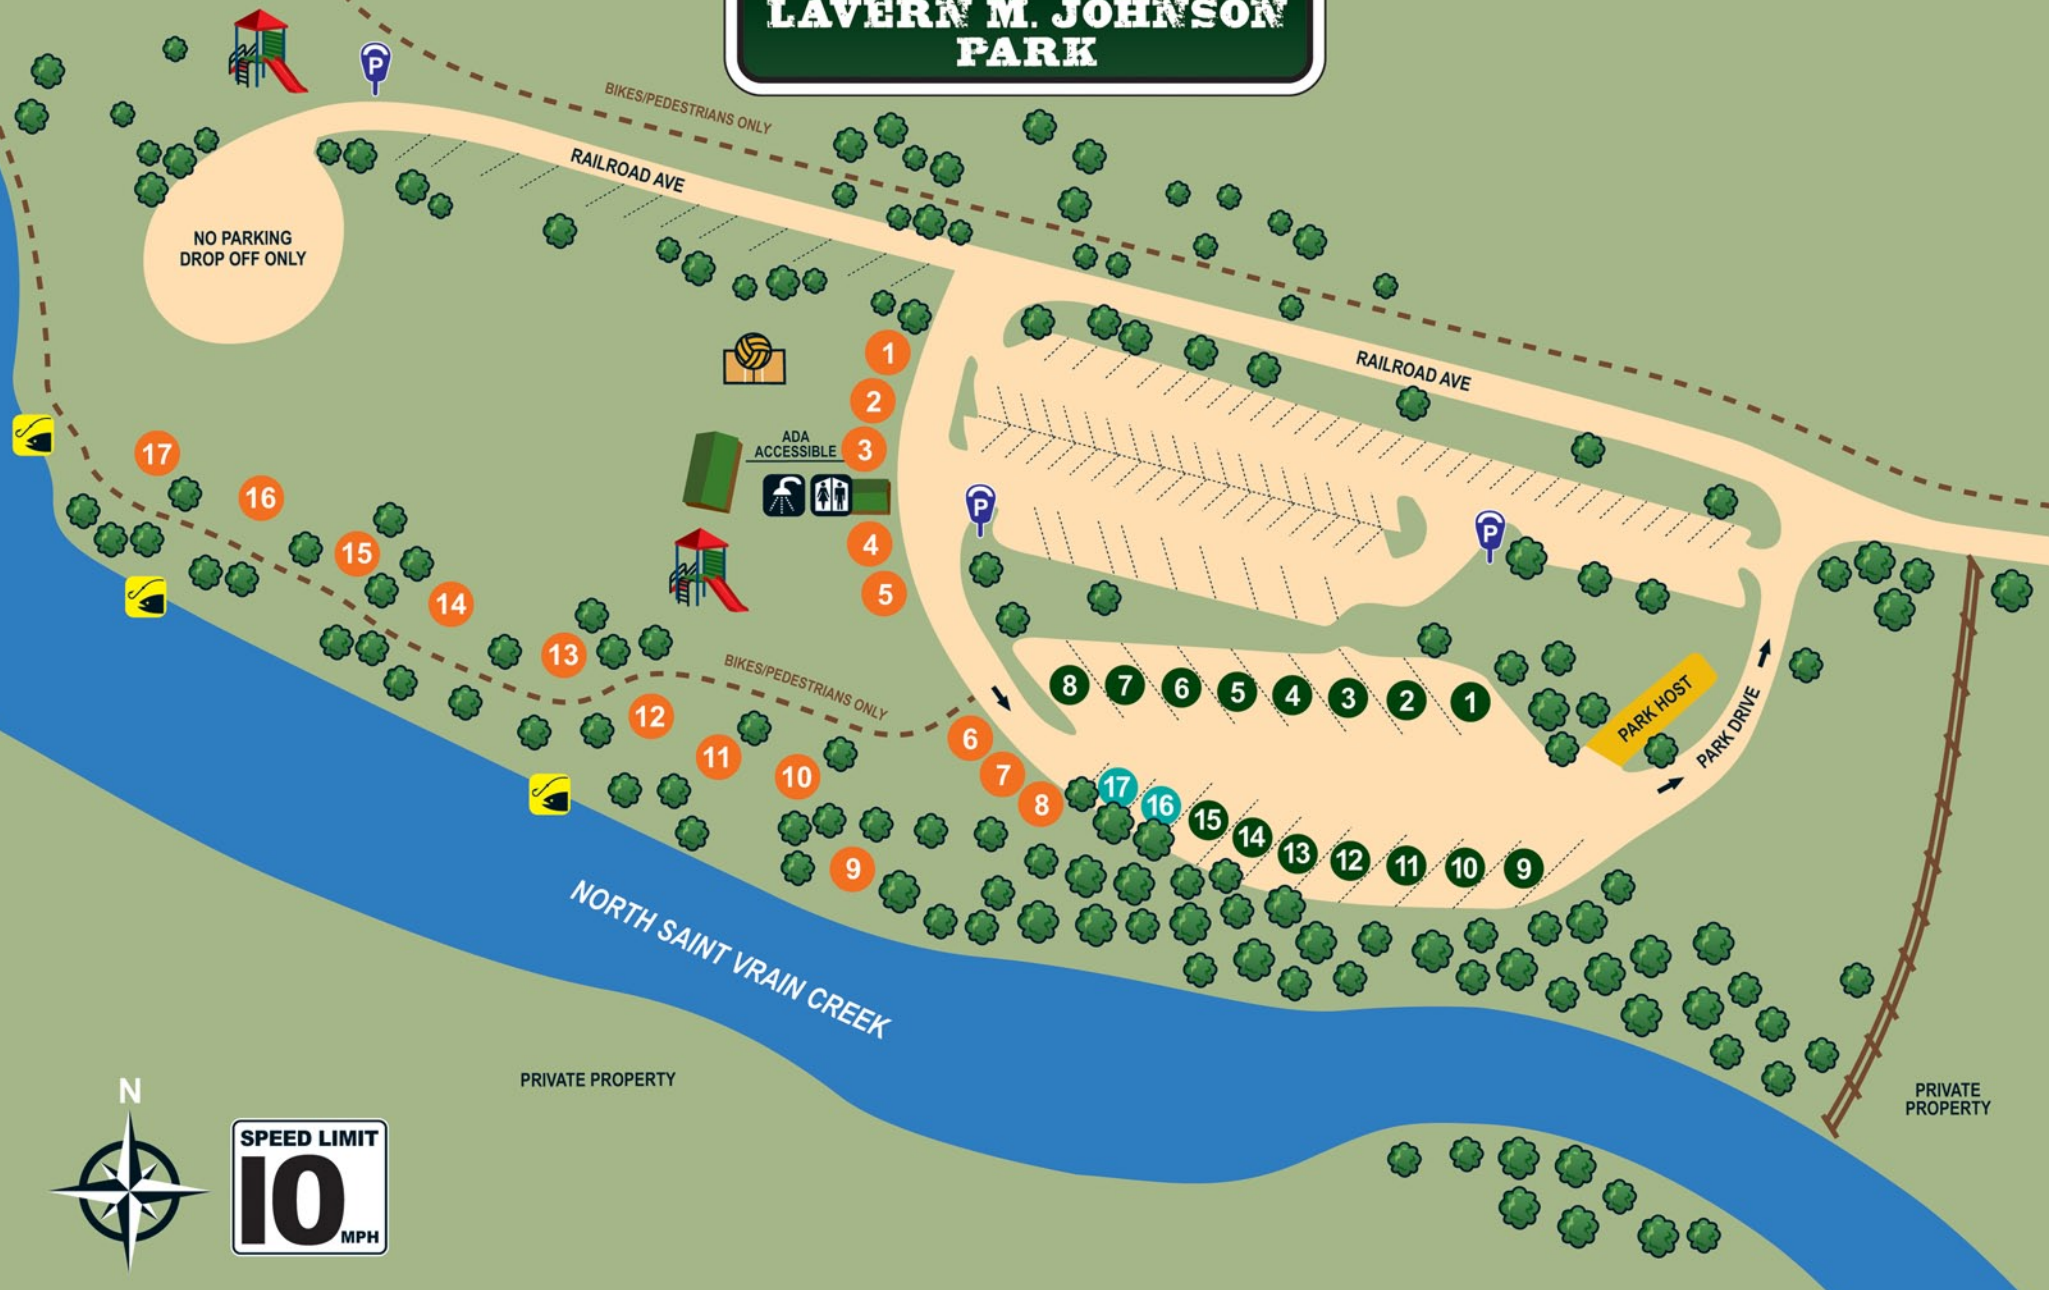 LAVERN M. JOHNSON
PARK
P
BIKES/PEDESTRIANS ONLY
RAILROAD AVE
NO PARKING
DROP OFF ONLY
RAILROAD AVE
1
2
ADA
ACCESSIBLE
3
4
5
P
P
17
16
15
14
13
12
11
10
9
BIKES/PEDESTRIANS ONLY
6
7
8
8
7
6
5
4
3
2
1
PARK HOST
PARK DRIVE
17
16
15
14
13
12
11
10
9
NORTH SAINT VRAIN CREEK
PRIVATE PROPERTY
PRIVATE
PROPERTY
N
SPEED LIMIT
10
MPH